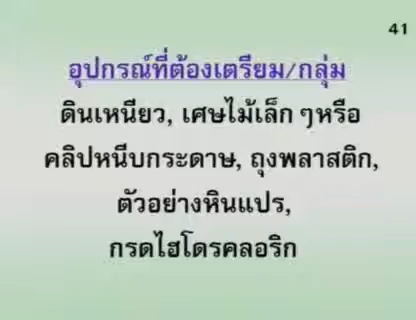 41
อุปกรณ์ที่ต้องเตรียม/กลุ่ม
ดินเหนียว, เศษไม้เล็กๆหรือ
คลิปหนีบกระดาษ, ถุงพลาสติก,
ตัวอย่างหินแปร,
กรดไฮโดรคลอริก